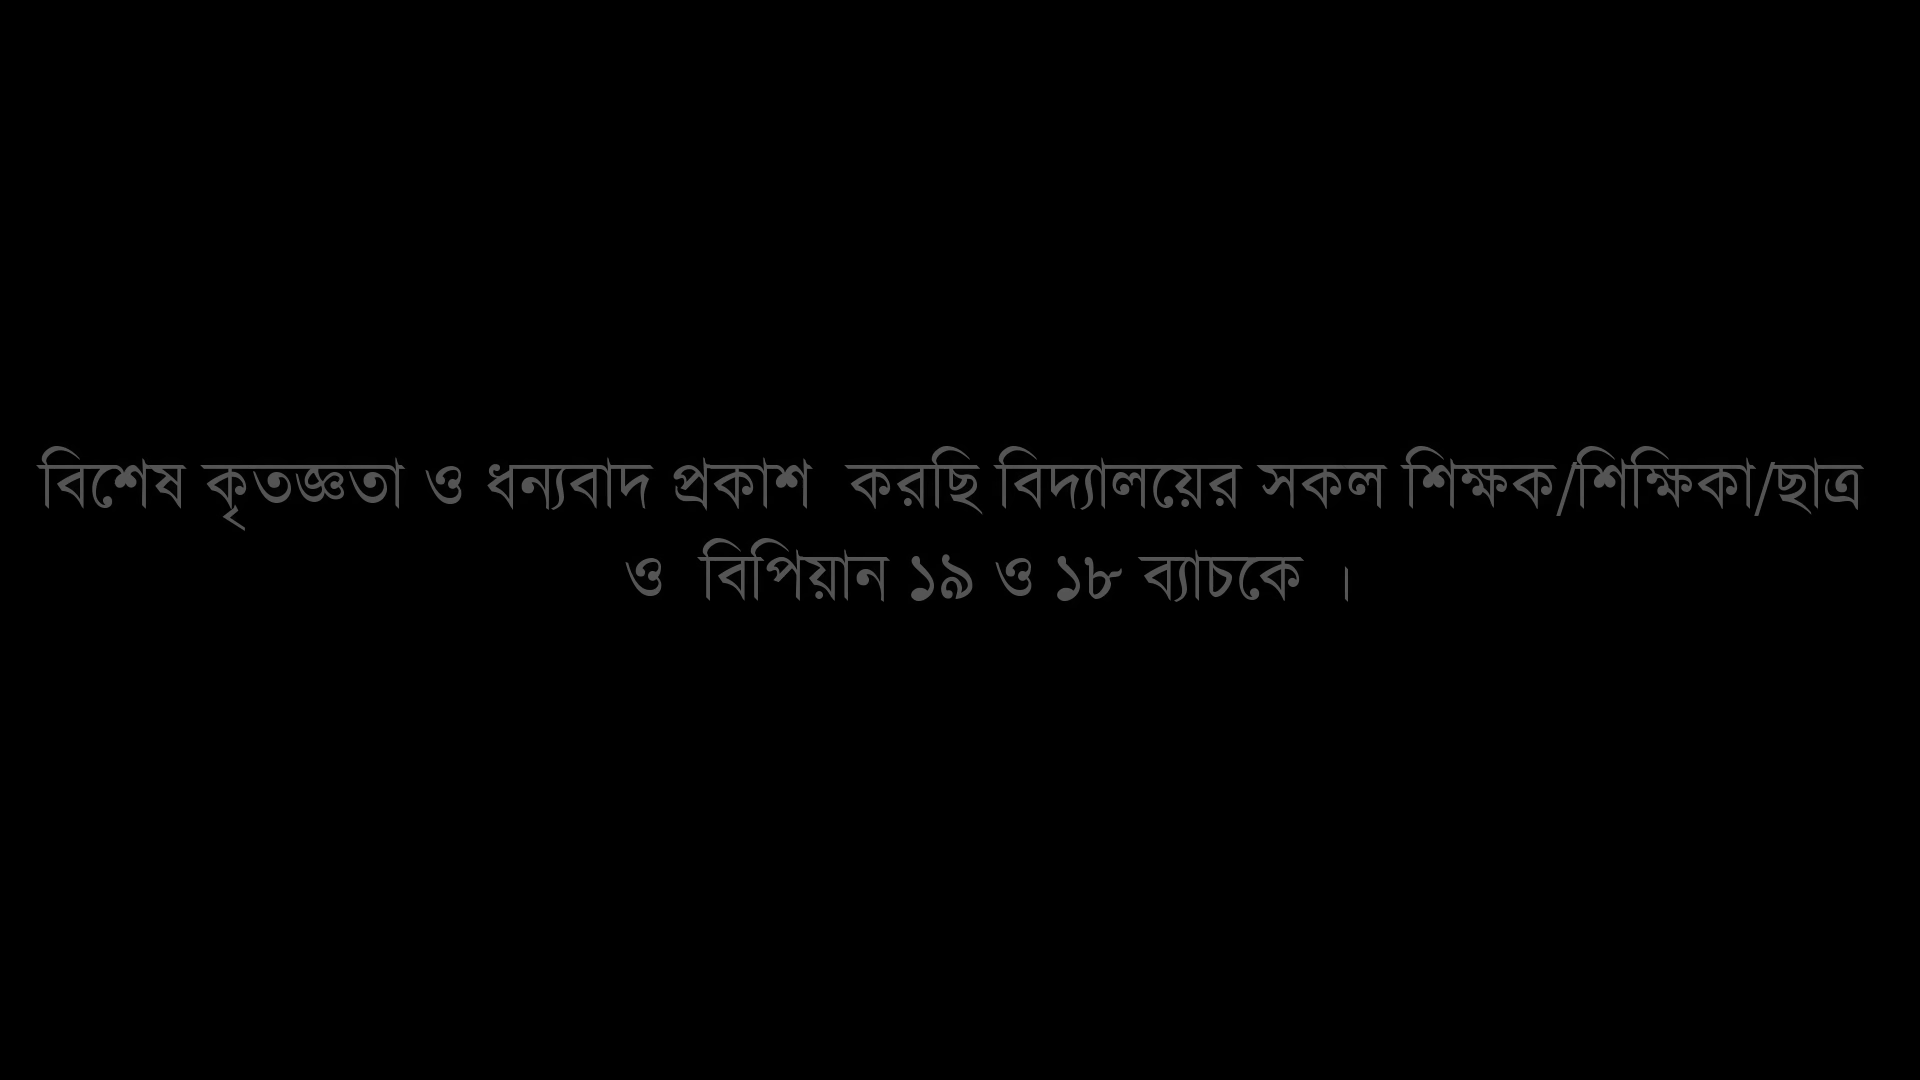 বিশেষ কৃতজ্ঞতা ও ধন্যবাদ প্রকাশ  করছি বিদ্যালয়ের সকল শিক্ষক/শিক্ষিকা/ছাত্র
ও  বিপিয়ান ১৯ ও ১৮ ব্যাচকে ।